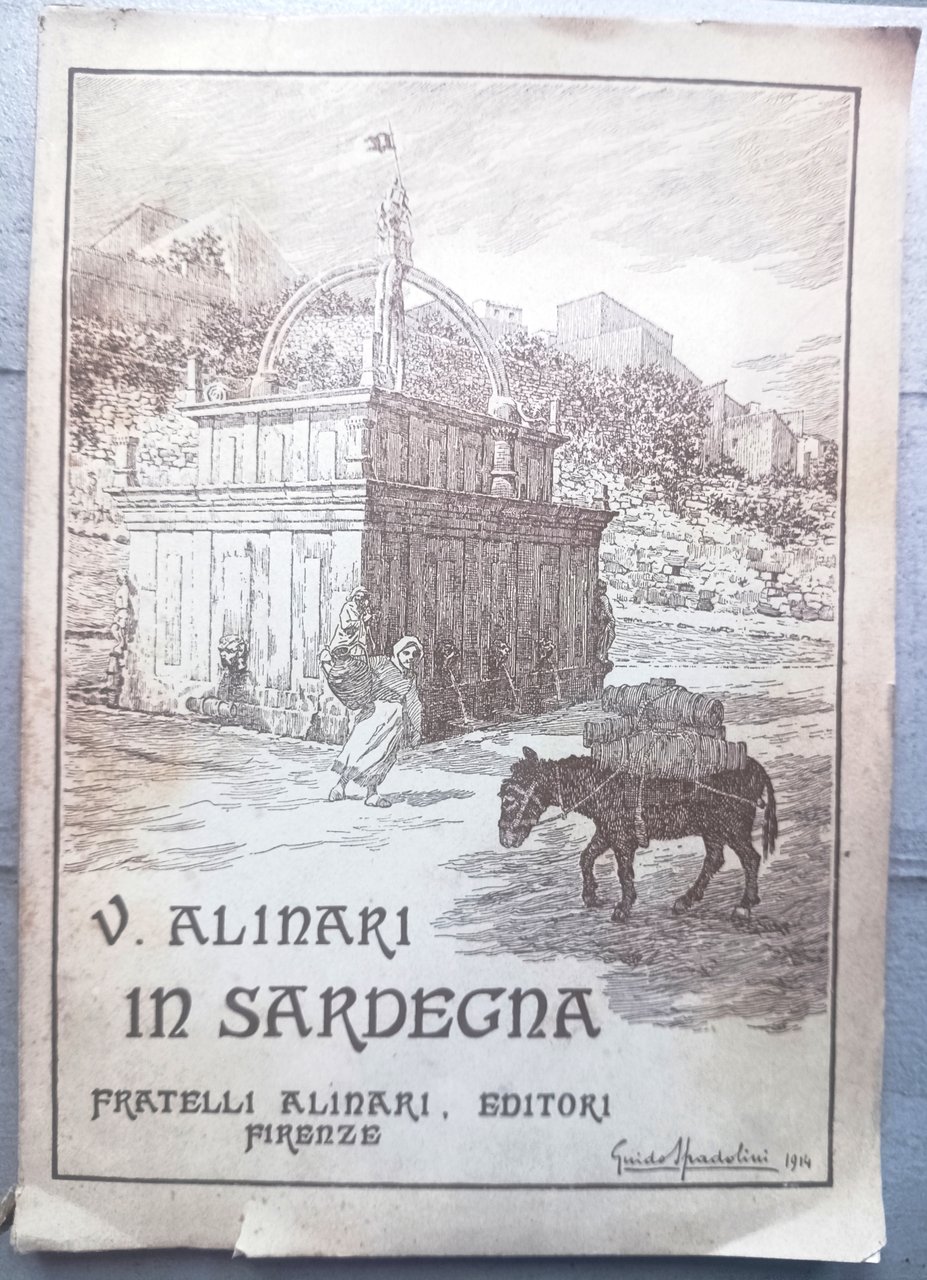 V. ALINARI
IN SARDEGNA
FRATELLI ALINARI, EDITORI
FIRENZE
Guido Spadolini 1914